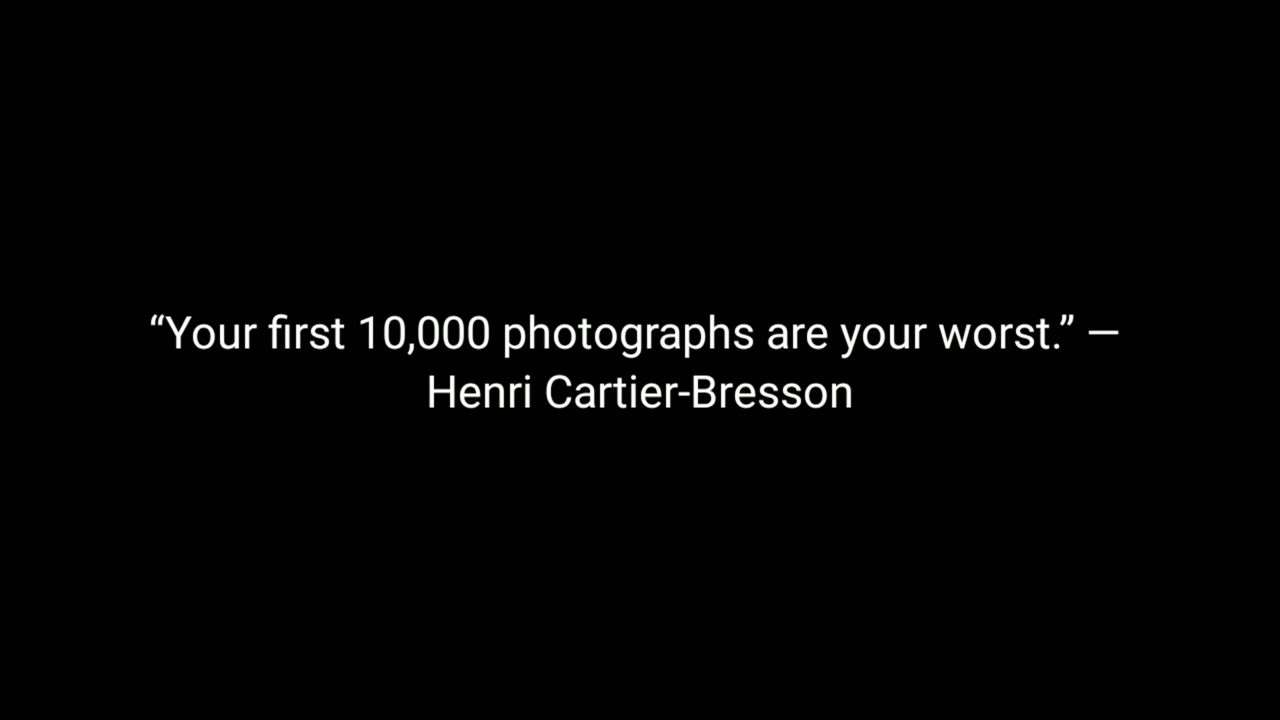 “Your first 10,000 photographs are your worst.” —
Henri Cartier-Bresson